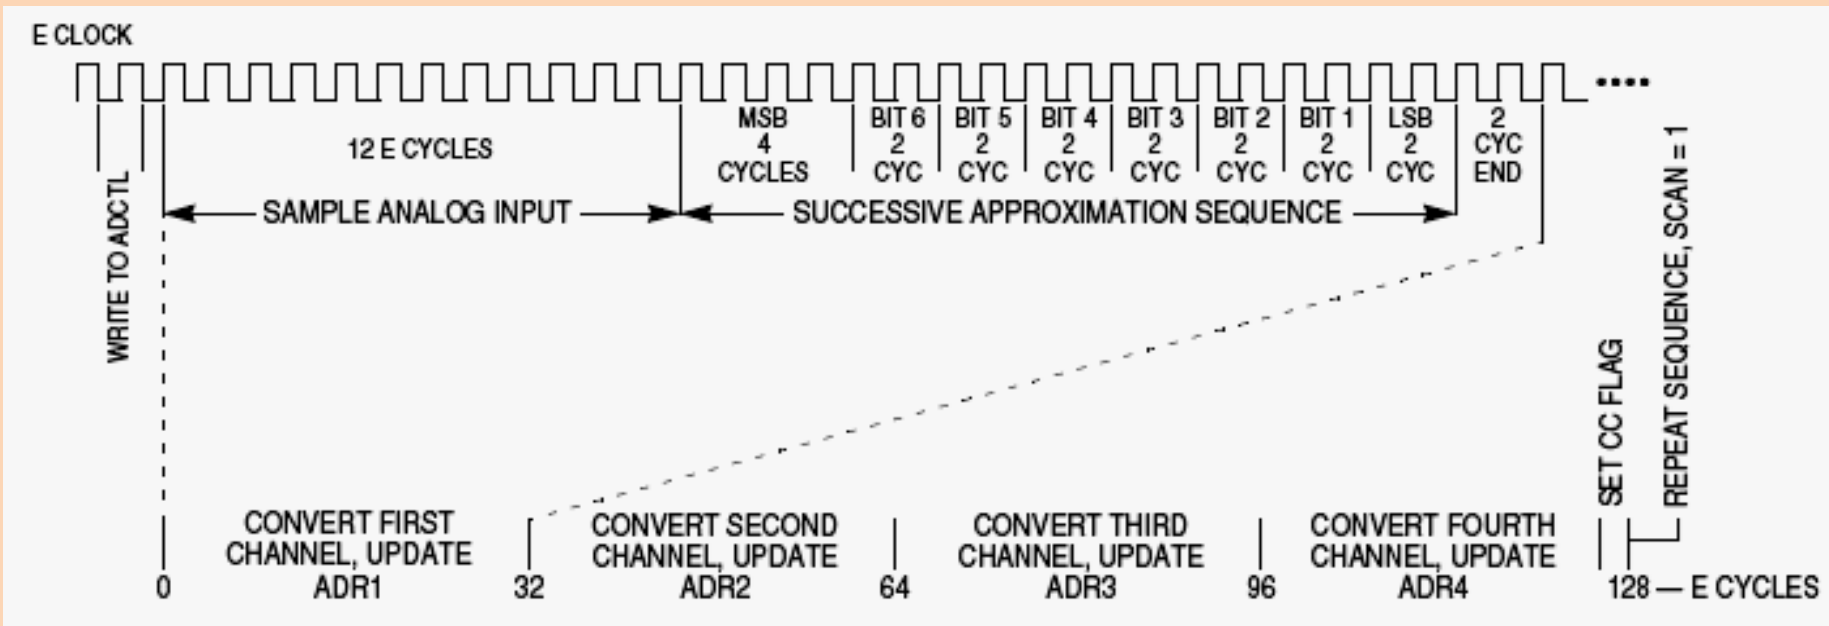 E CLOCK
MSB
4
CYCLES
BIT 6
2
CYC
BIT 5
2
CYC
BIT 4
2
CYC
BIT 3
2
CYC
BIT 2
2
CYC
BIT 1
2
CYC
LSB
2
CYC
2
CYC
END
12 E CYCLES
SAMPLE ANALOG INPUT
SUCCESSIVE APPROXIMATION SEQUENCE
WRITE TO ADCTL
SET CC FLAG
REPEAT SEQUENCE, SCAN = 1
CONVERT FIRST
CHANNEL, UPDATE
ADR1
CONVERT SECOND
CHANNEL, UPDATE
ADR2
CONVERT THIRD
CHANNEL, UPDATE
ADR3
CONVERT FOURTH
CHANNEL, UPDATE
ADR4
0
32
64
96
128 — E CYCLES